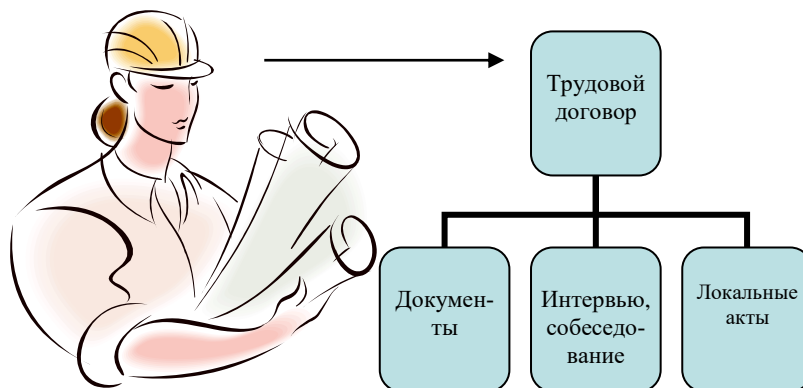 Трудовой
договор
Докумен-
ты
Интервью,
собеседо-
вание
Локальные
акты